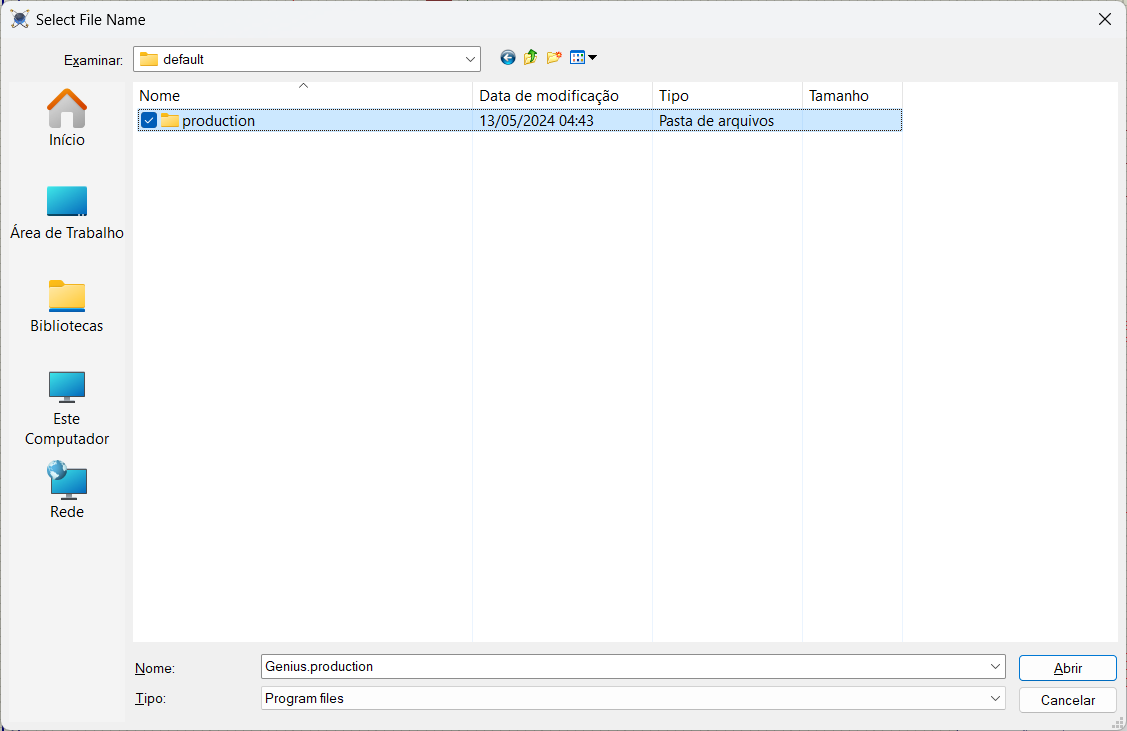 Select File Name
Examinar:
default
Nome
Data de modificação
Tipo
Tamanho
production
13/05/2024 04:43
Pasta de arquivos
Início
Área de Trabalho
Bibliotecas
Este
Computador
Rede
Nome:
Genius.production
Abrir
Tipo:
Program files
Cancelar